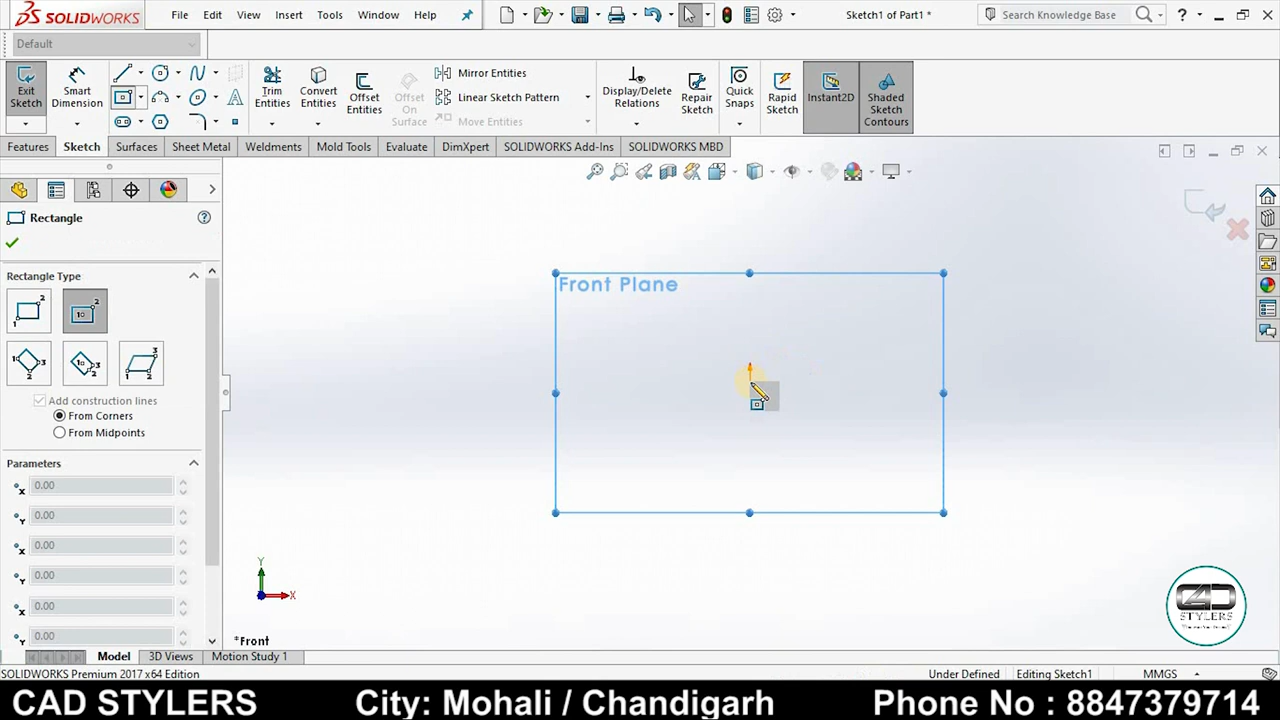 SOLIDWORKS
File
Edit
View
Insert
Tools
Window
Help
Sketch1 of Part1 *
Search Knowledge Base
Default
Exit Sketch
Smart Dimension
Trim Entities
Convert Entities
Offset Entities
Offset On Surface
Mirror Entities
Linear Sketch Pattern
Move Entities
Display/Delete Relations
Repair Sketch
Quick Snaps
Rapid Sketch
Instant2D
Shaded Sketch Contours
Features
Sketch
Surfaces
Sheet Metal
Weldments
Mold Tools
Evaluate
DimXpert
SOLIDWORKS Add-Ins
SOLIDWORKS MBD
Rectangle
Rectangle Type
Add construction lines
From Corners
From Midpoints
Parameters
0.00
0.00
0.00
0.00
0.00
0.00
Front Plane
Y
X
*Front
STYLERS
Model
3D Views
Motion Study 1
SOLIDWORKS Premium 2017 x64 Edition
Under Defined
Editing Sketch1
MMGS
CAD STYLERS City: Mohali / Chandigarh Phone No : 8847379714